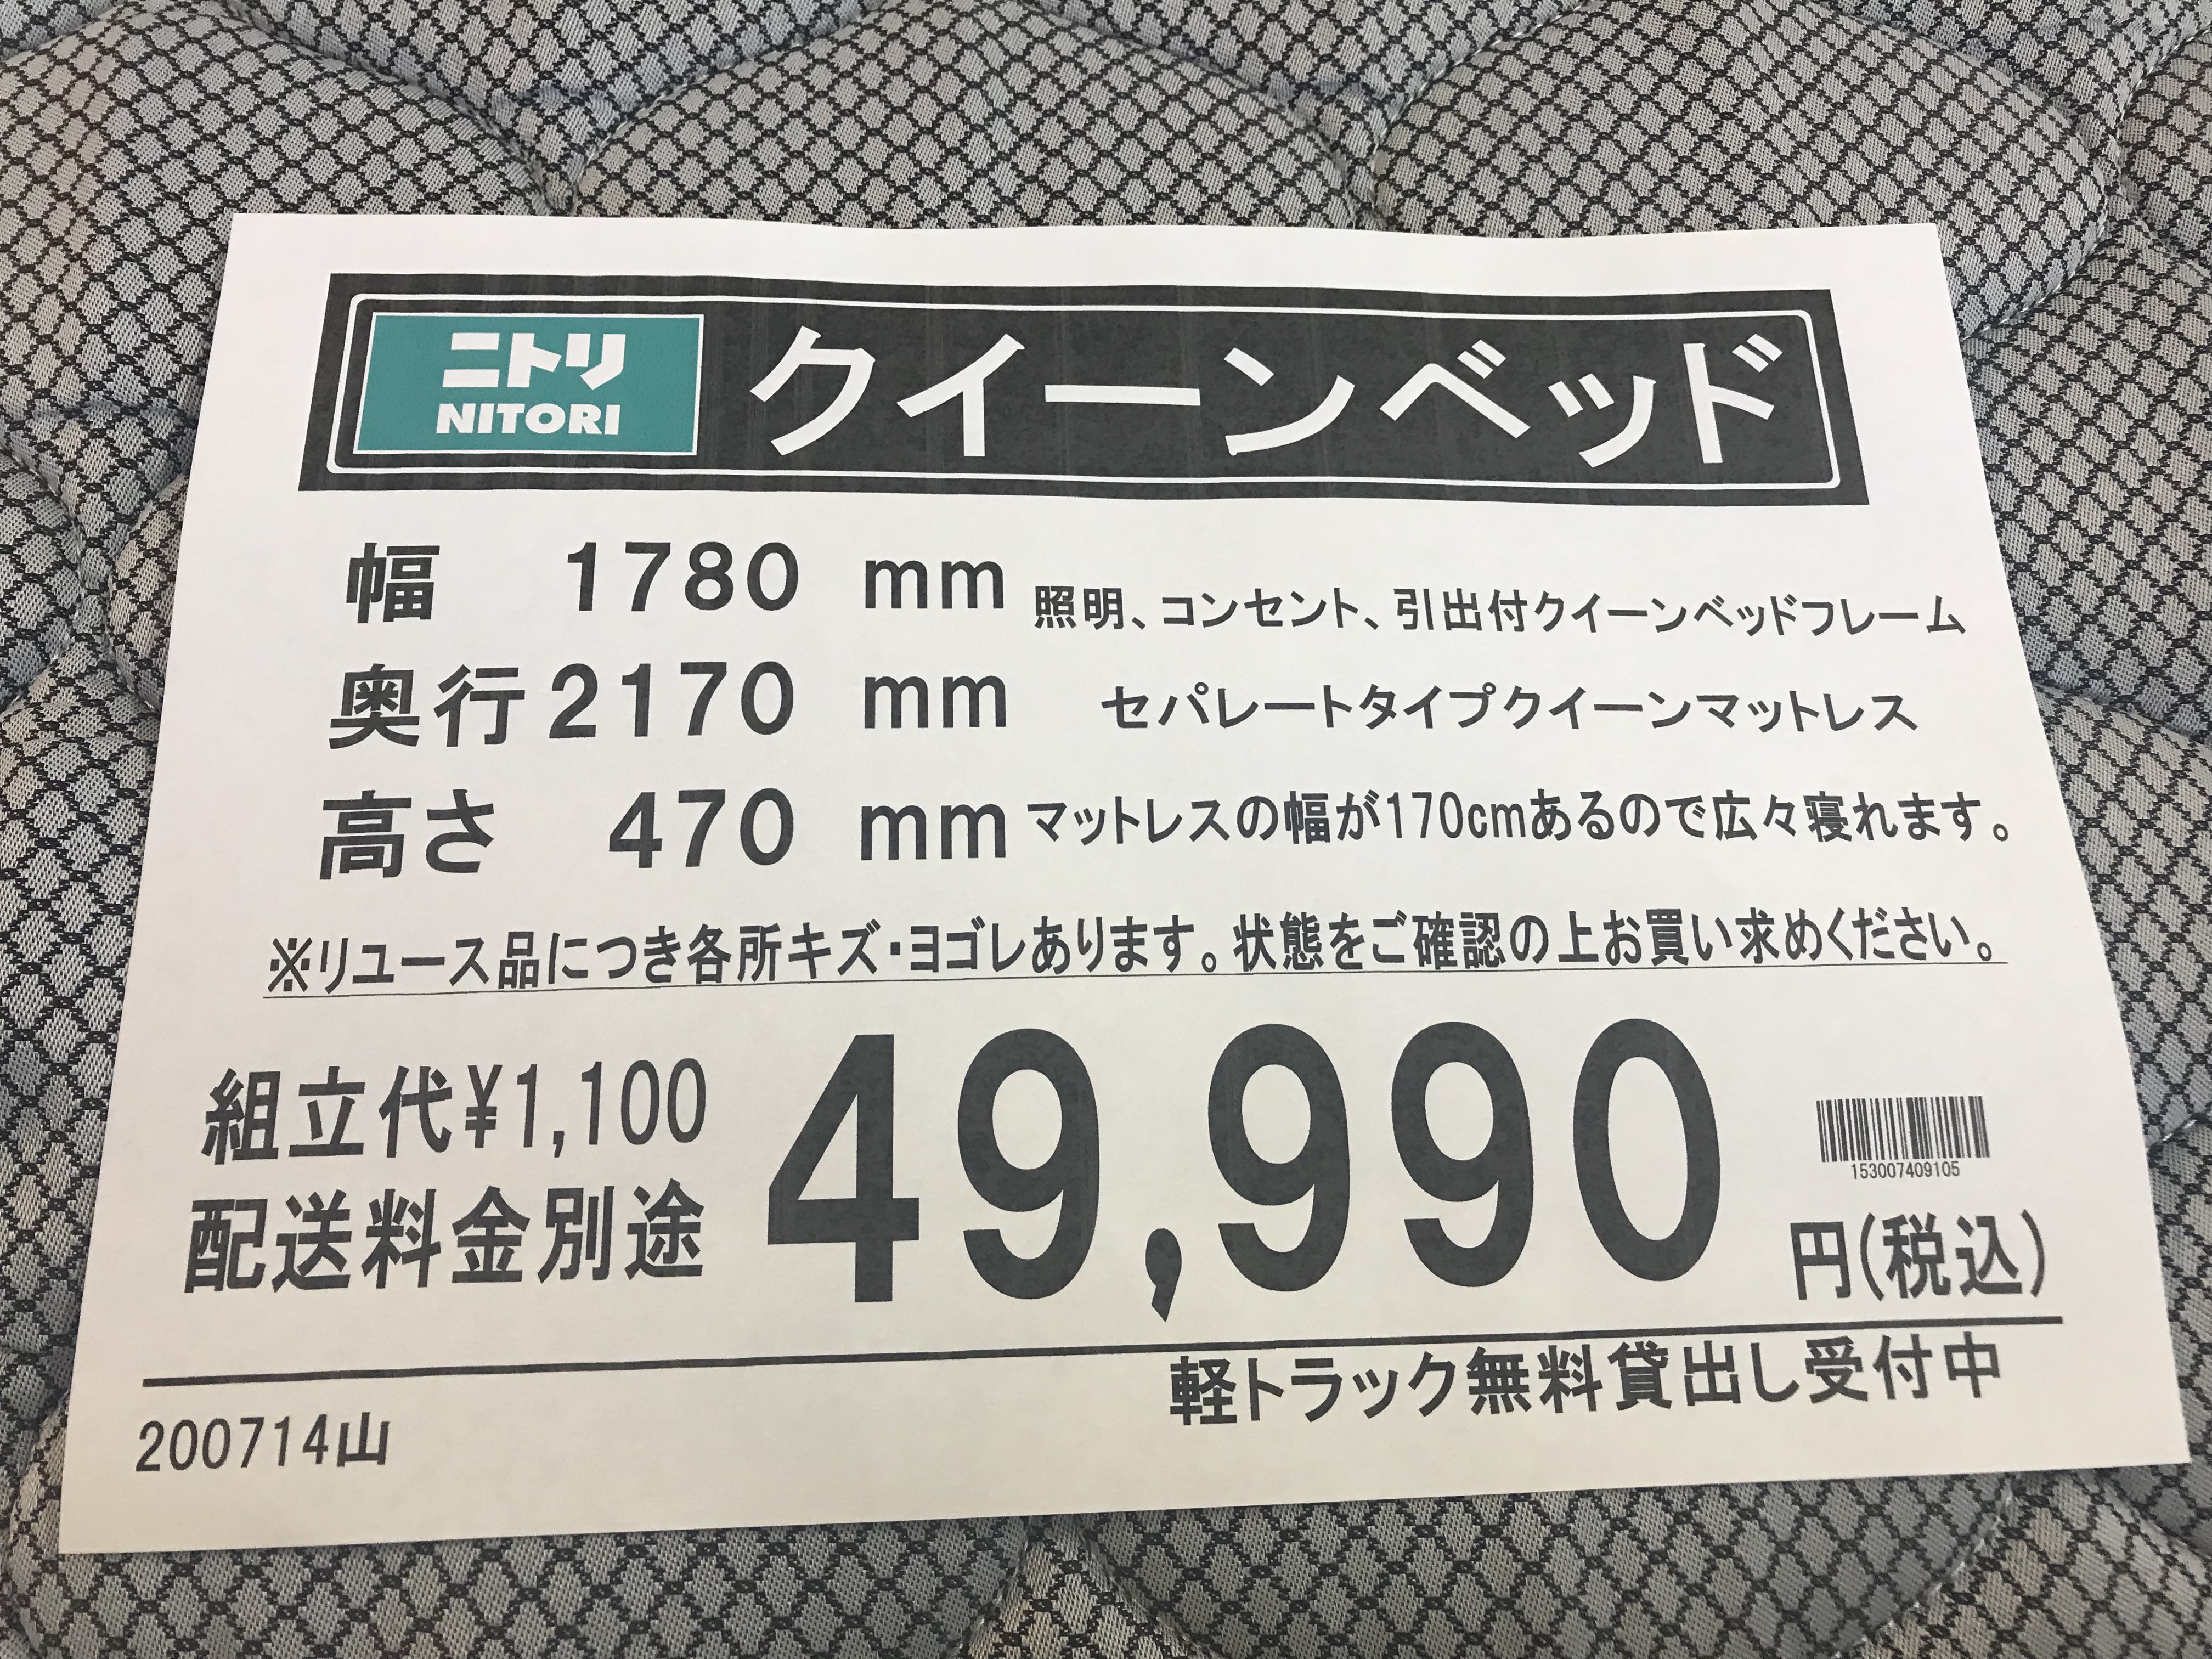 ニトリ
NITORI
クイーンベッド
幅 1780 mm
照明、コンセント、引出付クイーンベッドフレーム
奥行 2170 mm
セパレートタイプクイーンマットレス
高さ 470 mm
マットレスの幅が170cmあるので広々寝れます。
※リユース品につき各所キズ・ヨゴレあります。状態をご確認の上お買い求めください。
組立代¥1,100
配送料金別途
49,990
153007409105
円(税込)
軽トラック無料貸出し受付中
200714山